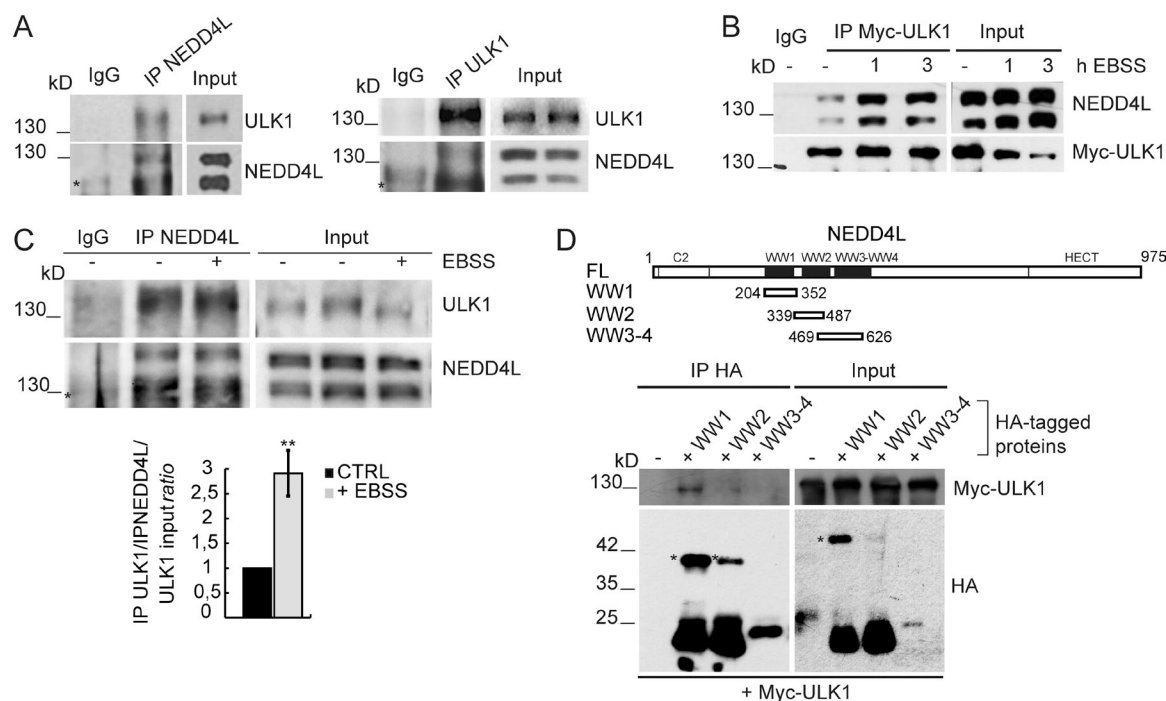 A
kD
IgG
IP NEDD4L
Input
130
ULK1
130
NEDD4L
*
IgG
IP ULK1
Input
kD
130
ULK1
130
NEDD4L
*
B
IgG
IP Myc-ULK1
Input
kD - - 1 3 - 1 3 h EBSS
130
NEDD4L
130
Myc-ULK1
C
IgG IP NEDD4L Input
- - + - - + EBSS
kD
130
ULK1
130
NEDD4L
*
IP ULK1/IPNEDD4L/
ULK1 input ratio
3
2,5
2
1,5
1
0,5
0
**
CTRL
+ EBSS
D
NEDD4L
1 C2 WW1 WW2 WW3-WW4 HECT 975
FL
WW1 204 352
WW2 339 487
WW3-4 469 626
IP HA Input
- + WW1 + WW2 + WW3-4 - + WW1 + WW2 + WW3-4
HA-tagged
proteins
kD
130
Myc-ULK1
42
* * *
35
HA
25
+ Myc-ULK1